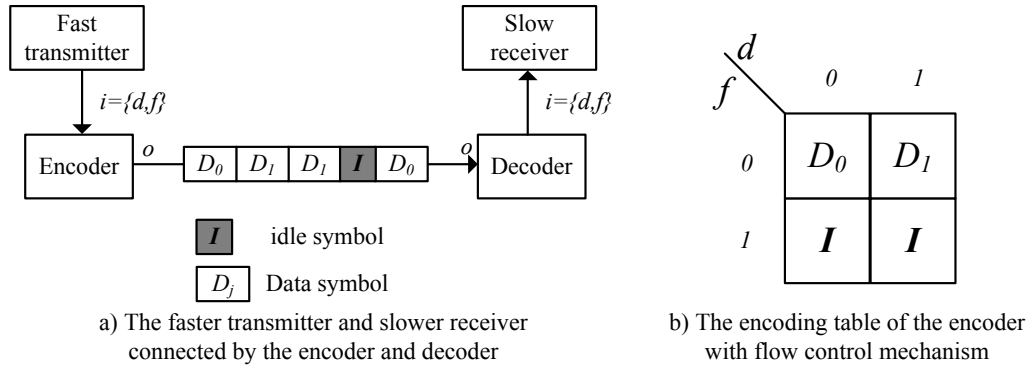 Fast
transmitter
Slow
receiver
i={d,f}
i={d,f}
Encoder
o
D0
D1
D1
I
D0
o
Decoder
I
idle symbol
Dj
Data symbol
a) The faster transmitter and slower receiver
connected by the encoder and decoder
d
f
0
1
0
D0
D1
1
I
I
b) The encoding table of the encoder
with flow control mechanism